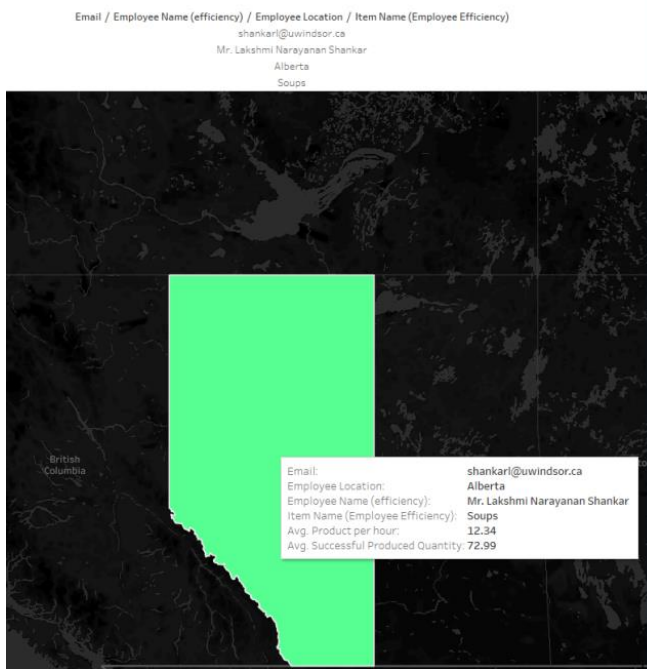 Email / Employee Name (efficiency) / Employee Location / Item Name (Employee Efficiency)
shankarl@uwindsor.ca
Mr. Lakshmi Narayanan Shankar
Alberta
Soups
British
Columbia
Email: shankarl@uwindsor.ca
Employee Location: Alberta
Employee Name (efficiency): Mr. Lakshmi Narayanan Shankar
Item Name (Employee Efficiency): Soups
Avg. Product per hour: 12.34
Avg. Successful Produced Quantity: 72.99